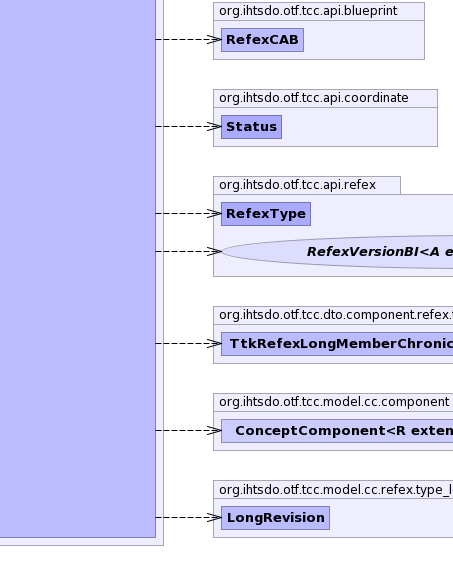 org.ihtsdo.otf.tcc.api.blueprint
RefexCAB
org.ihtsdo.otf.tcc.api.coordinate
Status
org.ihtsdo.otf.tcc.api.refex
RefexType
RefexVersionBI<A e
org.ihtsdo.otf.tcc.dto.component.refex.t
TtkRefexLongMemberChronic
org.ihtsdo.otf.tcc.model.cc.component
ConceptComponent<R exten
org.ihtsdo.otf.tcc.model.cc.refex.type_l
LongRevision